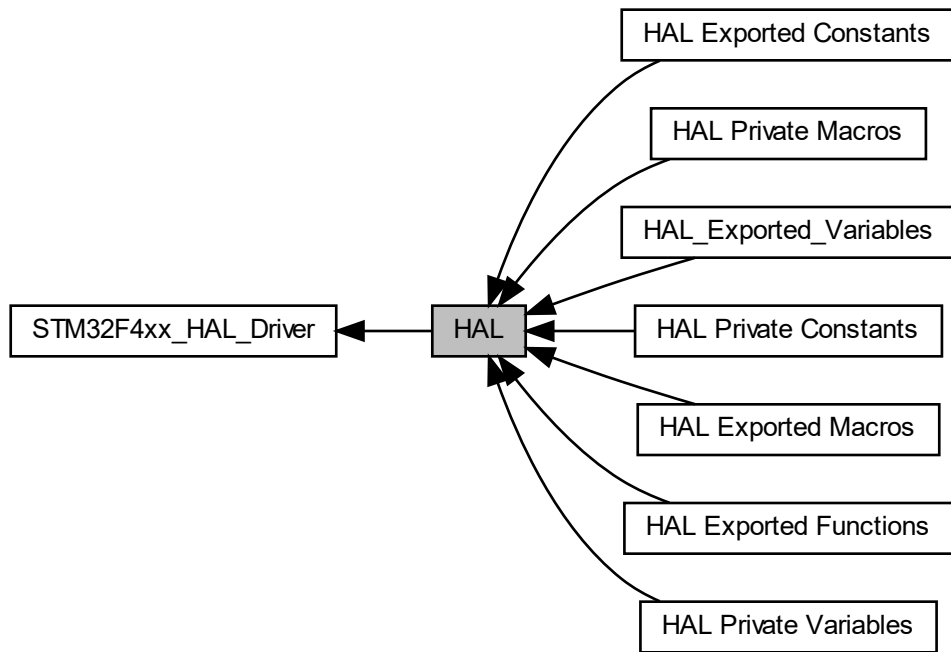 HAL Exported Constants
HAL Private Macros
HAL_Exported_Variables
STM32F4xx_HAL_Driver
HAL
HAL Private Constants
HAL Exported Macros
HAL Exported Functions
HAL Private Variables